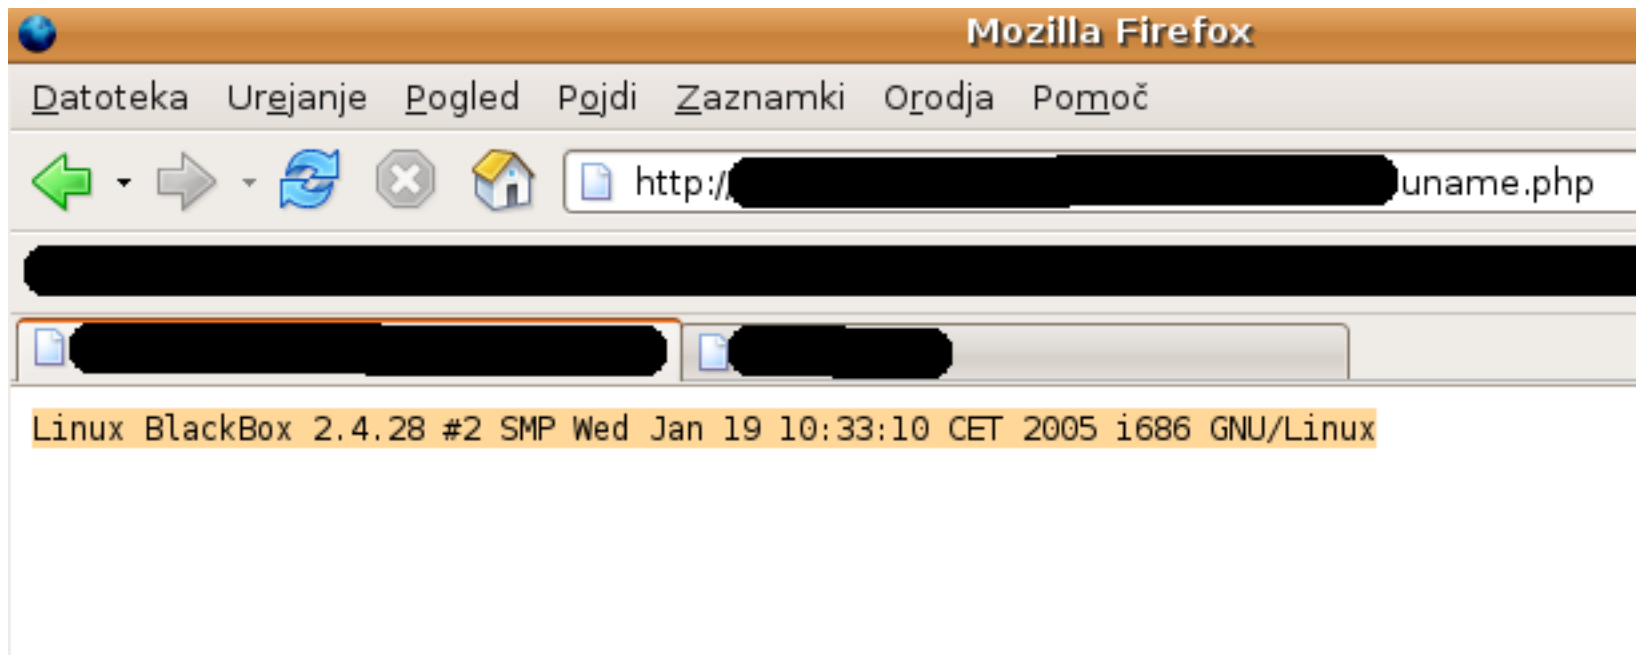 Mozilla Firefox
Datoteka Urejanje Pogled Pojdi Zaznamki Orodja Pomoč
http://uname.php
Linux BlackBox 2.4.28 #2 SMP Wed Jan 19 10:33:10 CET 2005 i686 GNU/Linux